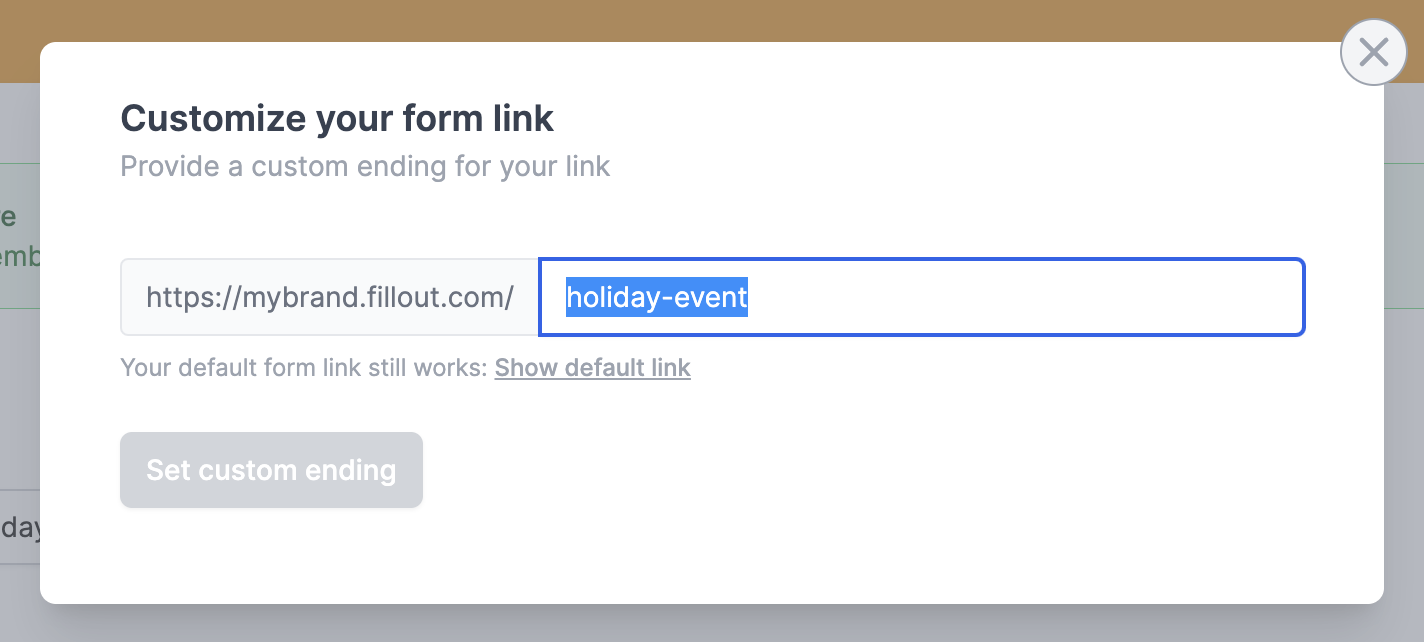 Customize your form link
Provide a custom ending for your link
https://mybrand.fillout.com/ holiday-event
Your default form link still works: Show default link
Set custom ending